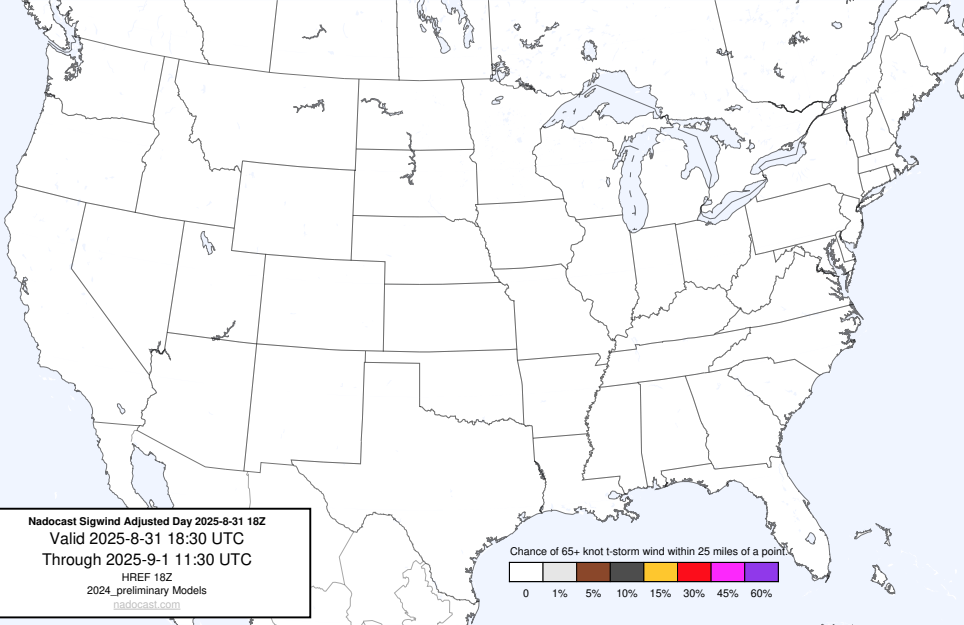 Nadocast Sigwind Adjusted Day 2025-8-31 18Z
Valid 2025-8-31 18:30 UTC
Through 2025-9-1 11:30 UTC
HREF 18Z
2024_preliminary Models
nadocast.com
Chance of 65+ knot t-storm wind within 25 miles of a point.
0 1% 5% 10% 15% 30% 45% 60%